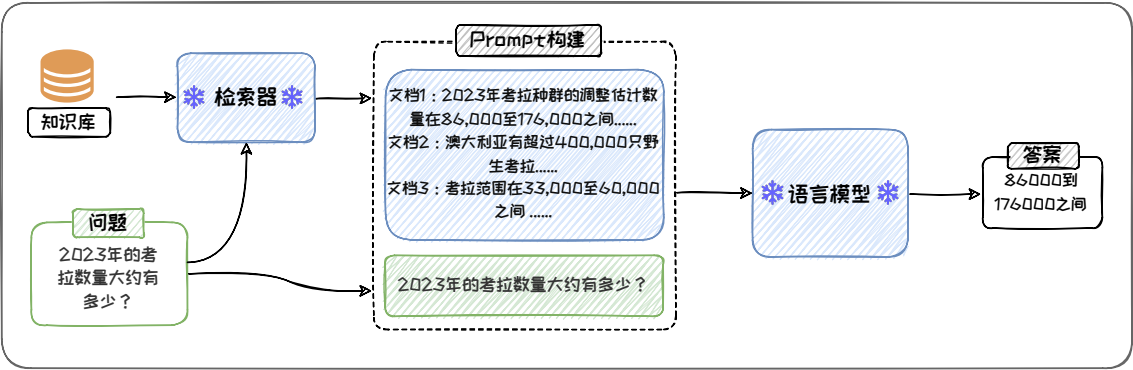 知识库
检索器
问题
2023年的考
拉数量大约有
多少？
Prompt构建
文档1：2023年考拉种群的调整估计数
量在86,000至176,000之间……
文档2：澳大利亚有超过400,000只野
生考拉……
文档3：考拉范围在33,000至60,000
之间 ……
2023年的考拉数量大约有多少？
语言模型
答案
86000到
176000之间